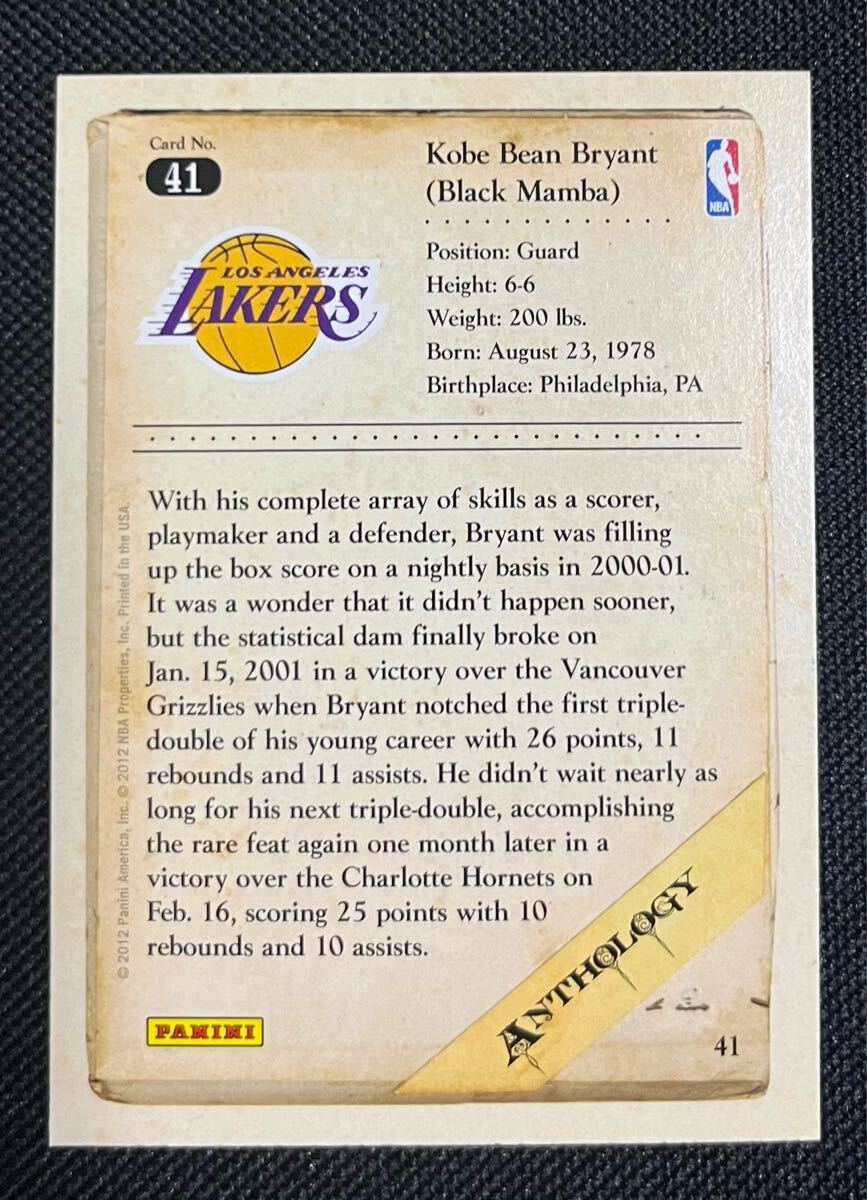 Card No.
41
LOS ANGELES
LAKERS
Kobe Bean Bryant
(Black Mamba)
NBA
Position: Guard
Height: 6-6
Weight: 200 lbs.
Born: August 23, 1978
Birthplace: Philadelphia, PA
With his complete array of skills as a scorer,
playmaker and a defender, Bryant was filling
up the box score on a nightly basis in 2000-01.
It was a wonder that it didn't happen sooner,
but the statistical dam finally broke on
Jan. 15, 2001 in a victory over the Vancouver
Grizzlies when Bryant notched the first triple-
double of his young career with 26 points, 11
rebounds and 11 assists. He didn't wait nearly as
long for his next triple-double, accomplishing
the rare feat again one month later in a
victory over the Charlotte Hornets on
Feb. 16, scoring 25 points with 10
rebounds and 10 assists.
© 2012 Panini America, Inc. © 2012 NBA Properties, Inc. Printed in the USA.
PANINI
ANTHOLOGY
41